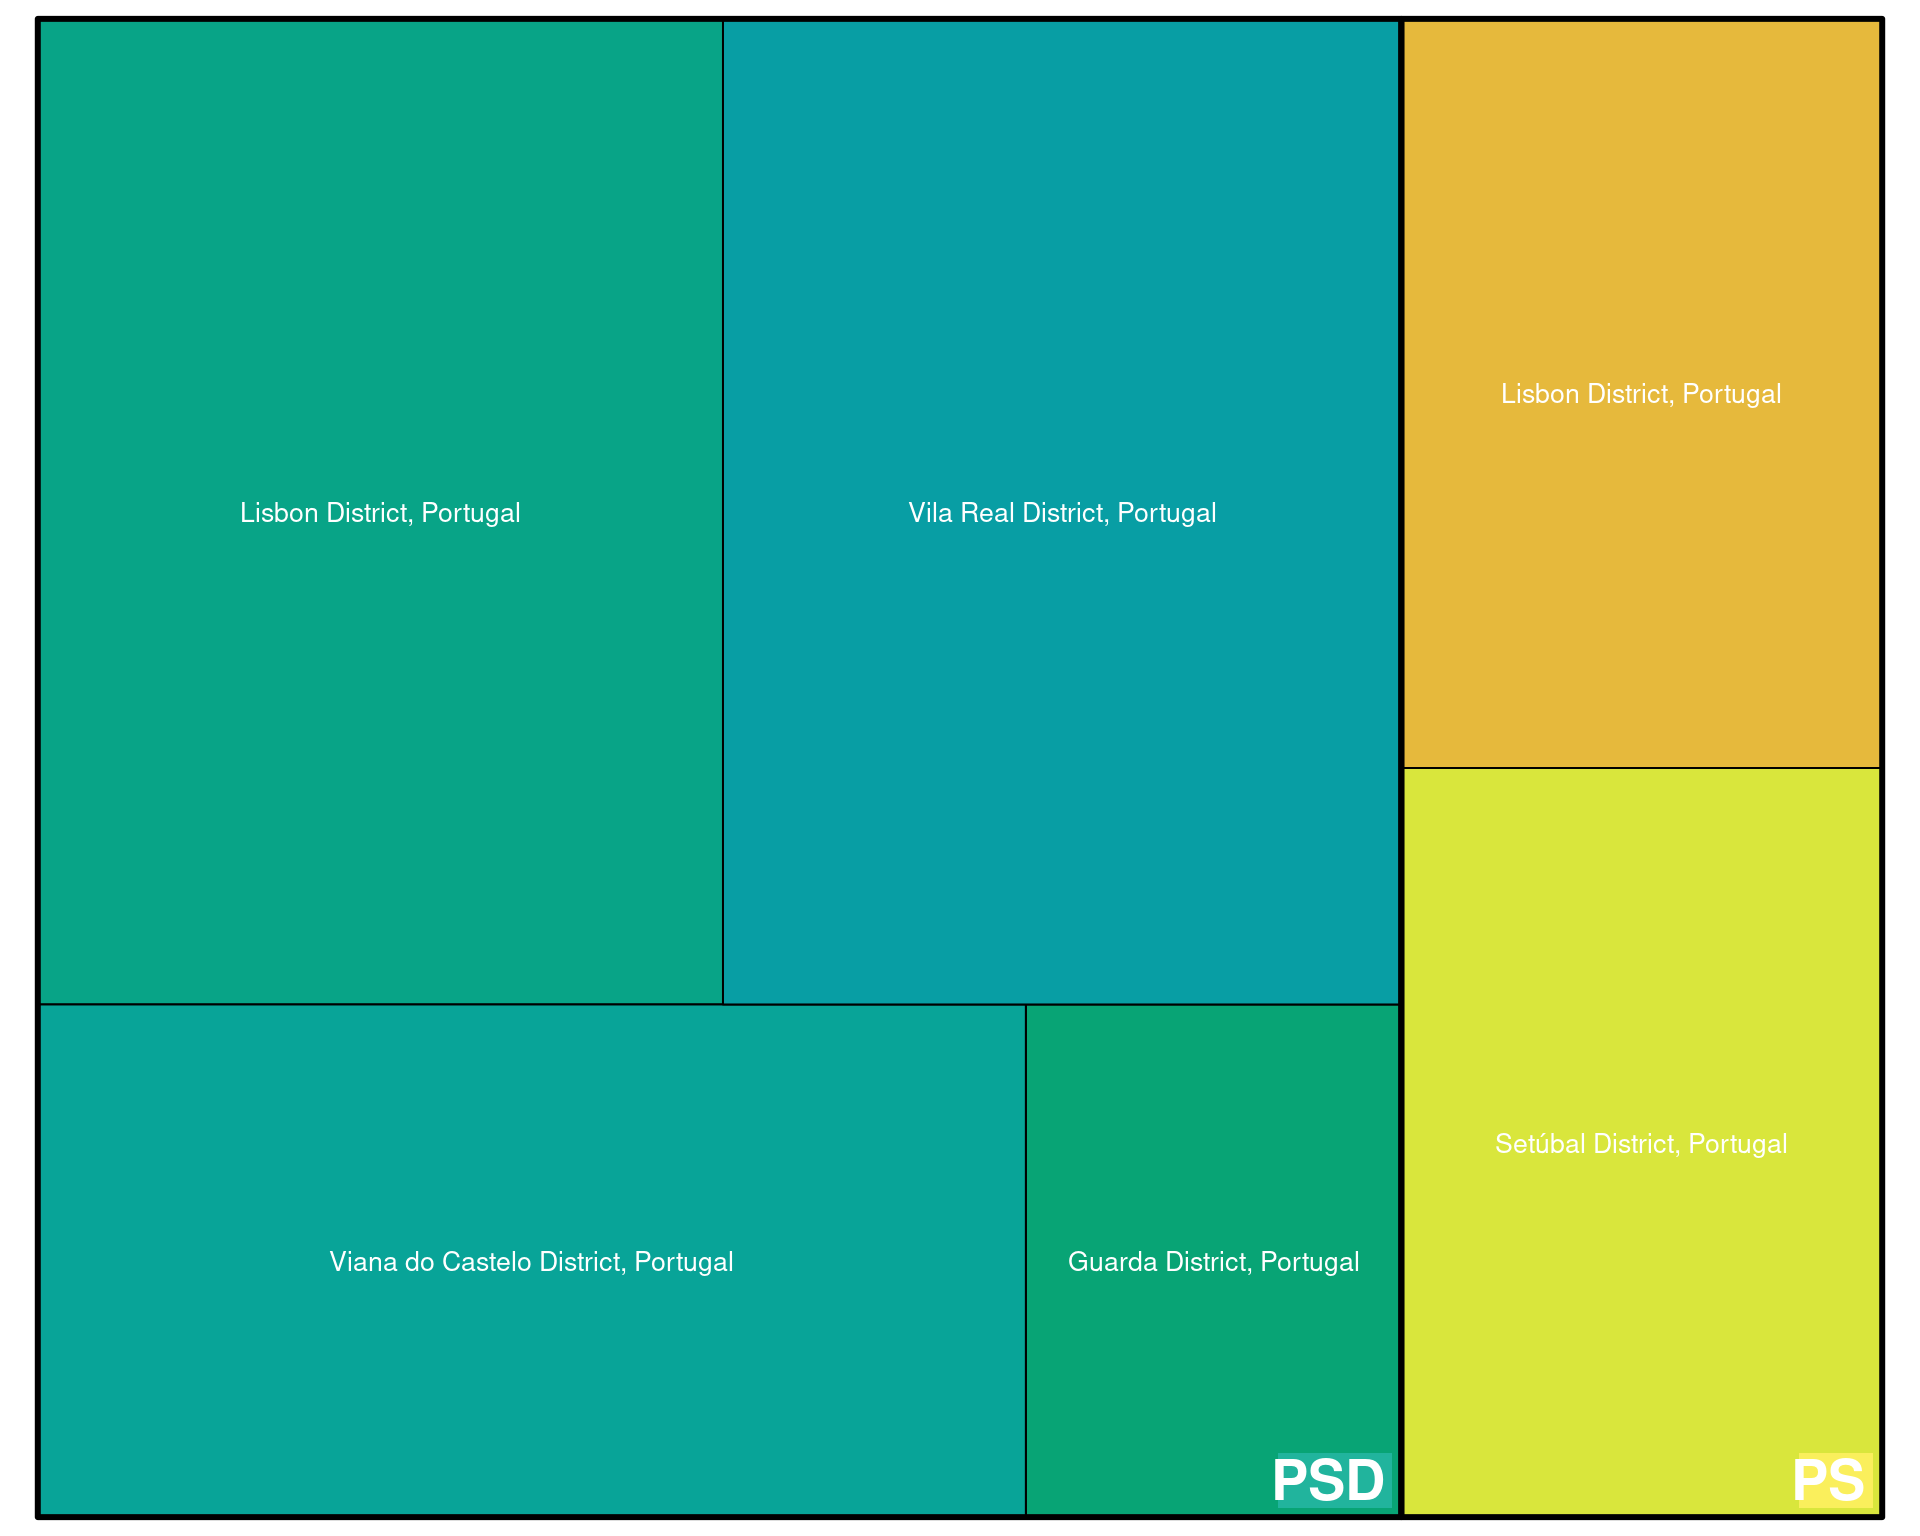 Lisbon District, Portugal
Vila Real District, Portugal
Lisbon District, Portugal
Viana do Castelo District, Portugal
Guarda District, Portugal
Setúbal District, Portugal
PSD
PS